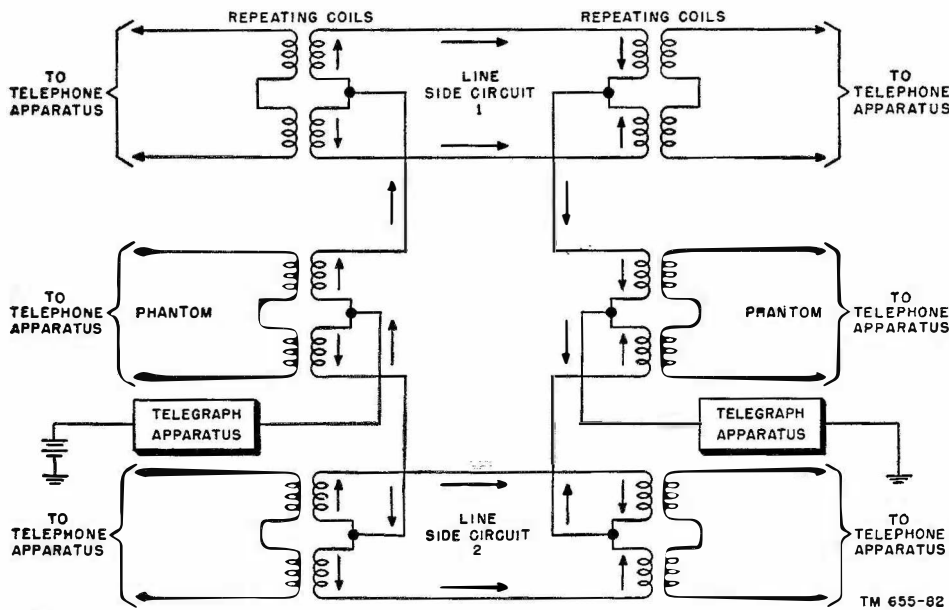 REPEATING COILS
REPEATING COILS
TO
TELEPHONE
APPARATUS
LINE
SIDE CIRCUIT
1
TO
TELEPHONE
APPARATUS
TO
TELEPHONE
APPARATUS
PHANTOM
PHANTOM
TO
TELEPHONE
APPARATUS
TELEGRAPH
APPARATUS
TELEGRAPH
APPARATUS
TO
TELEPHONE
APPARATUS
LINE
SIDE CIRCUIT
2
TO
TELEPHONE
APPARATUS
TM 655-82